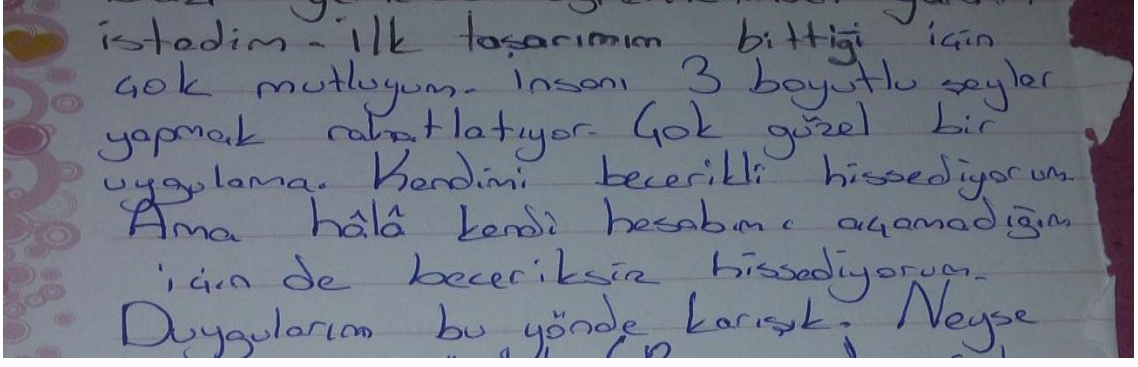 istedim. İlk tasarımım bittiği için
çok mutluyum. İnsanı 3 boyutlu şeyler
yapmak rahatlatıyor. Çok güzel bir
uygulama. Kendimi becerikli hissediyorum.
Ama hâlâ kendi hesabımı açamadığım
için de beceriksiz hissediyorum.
Duygularım bu yönde karışık. Neyse